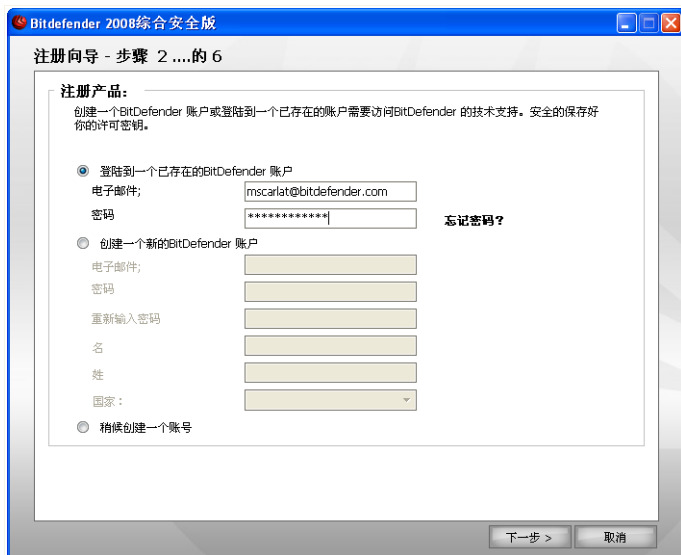 Bitdefender 2008综合安全版
注册向导 - 步骤 2 ....的 6
注册产品:
创建一个BitDefender 账户或登陆到一个已存在的账户需要访问BitDefender 的技术支持。安全的保存好
你的许可密钥。
登陆到一个已存在的BitDefender 账户
电子邮件; mscarlat@bitdefender.com
密码 ************ 忘记密码?
创建一个新的BitDefender 账户
电子邮件;
密码
重新输入密码
名
姓
国家:
稍候创建一个账号
下一步 > 取消